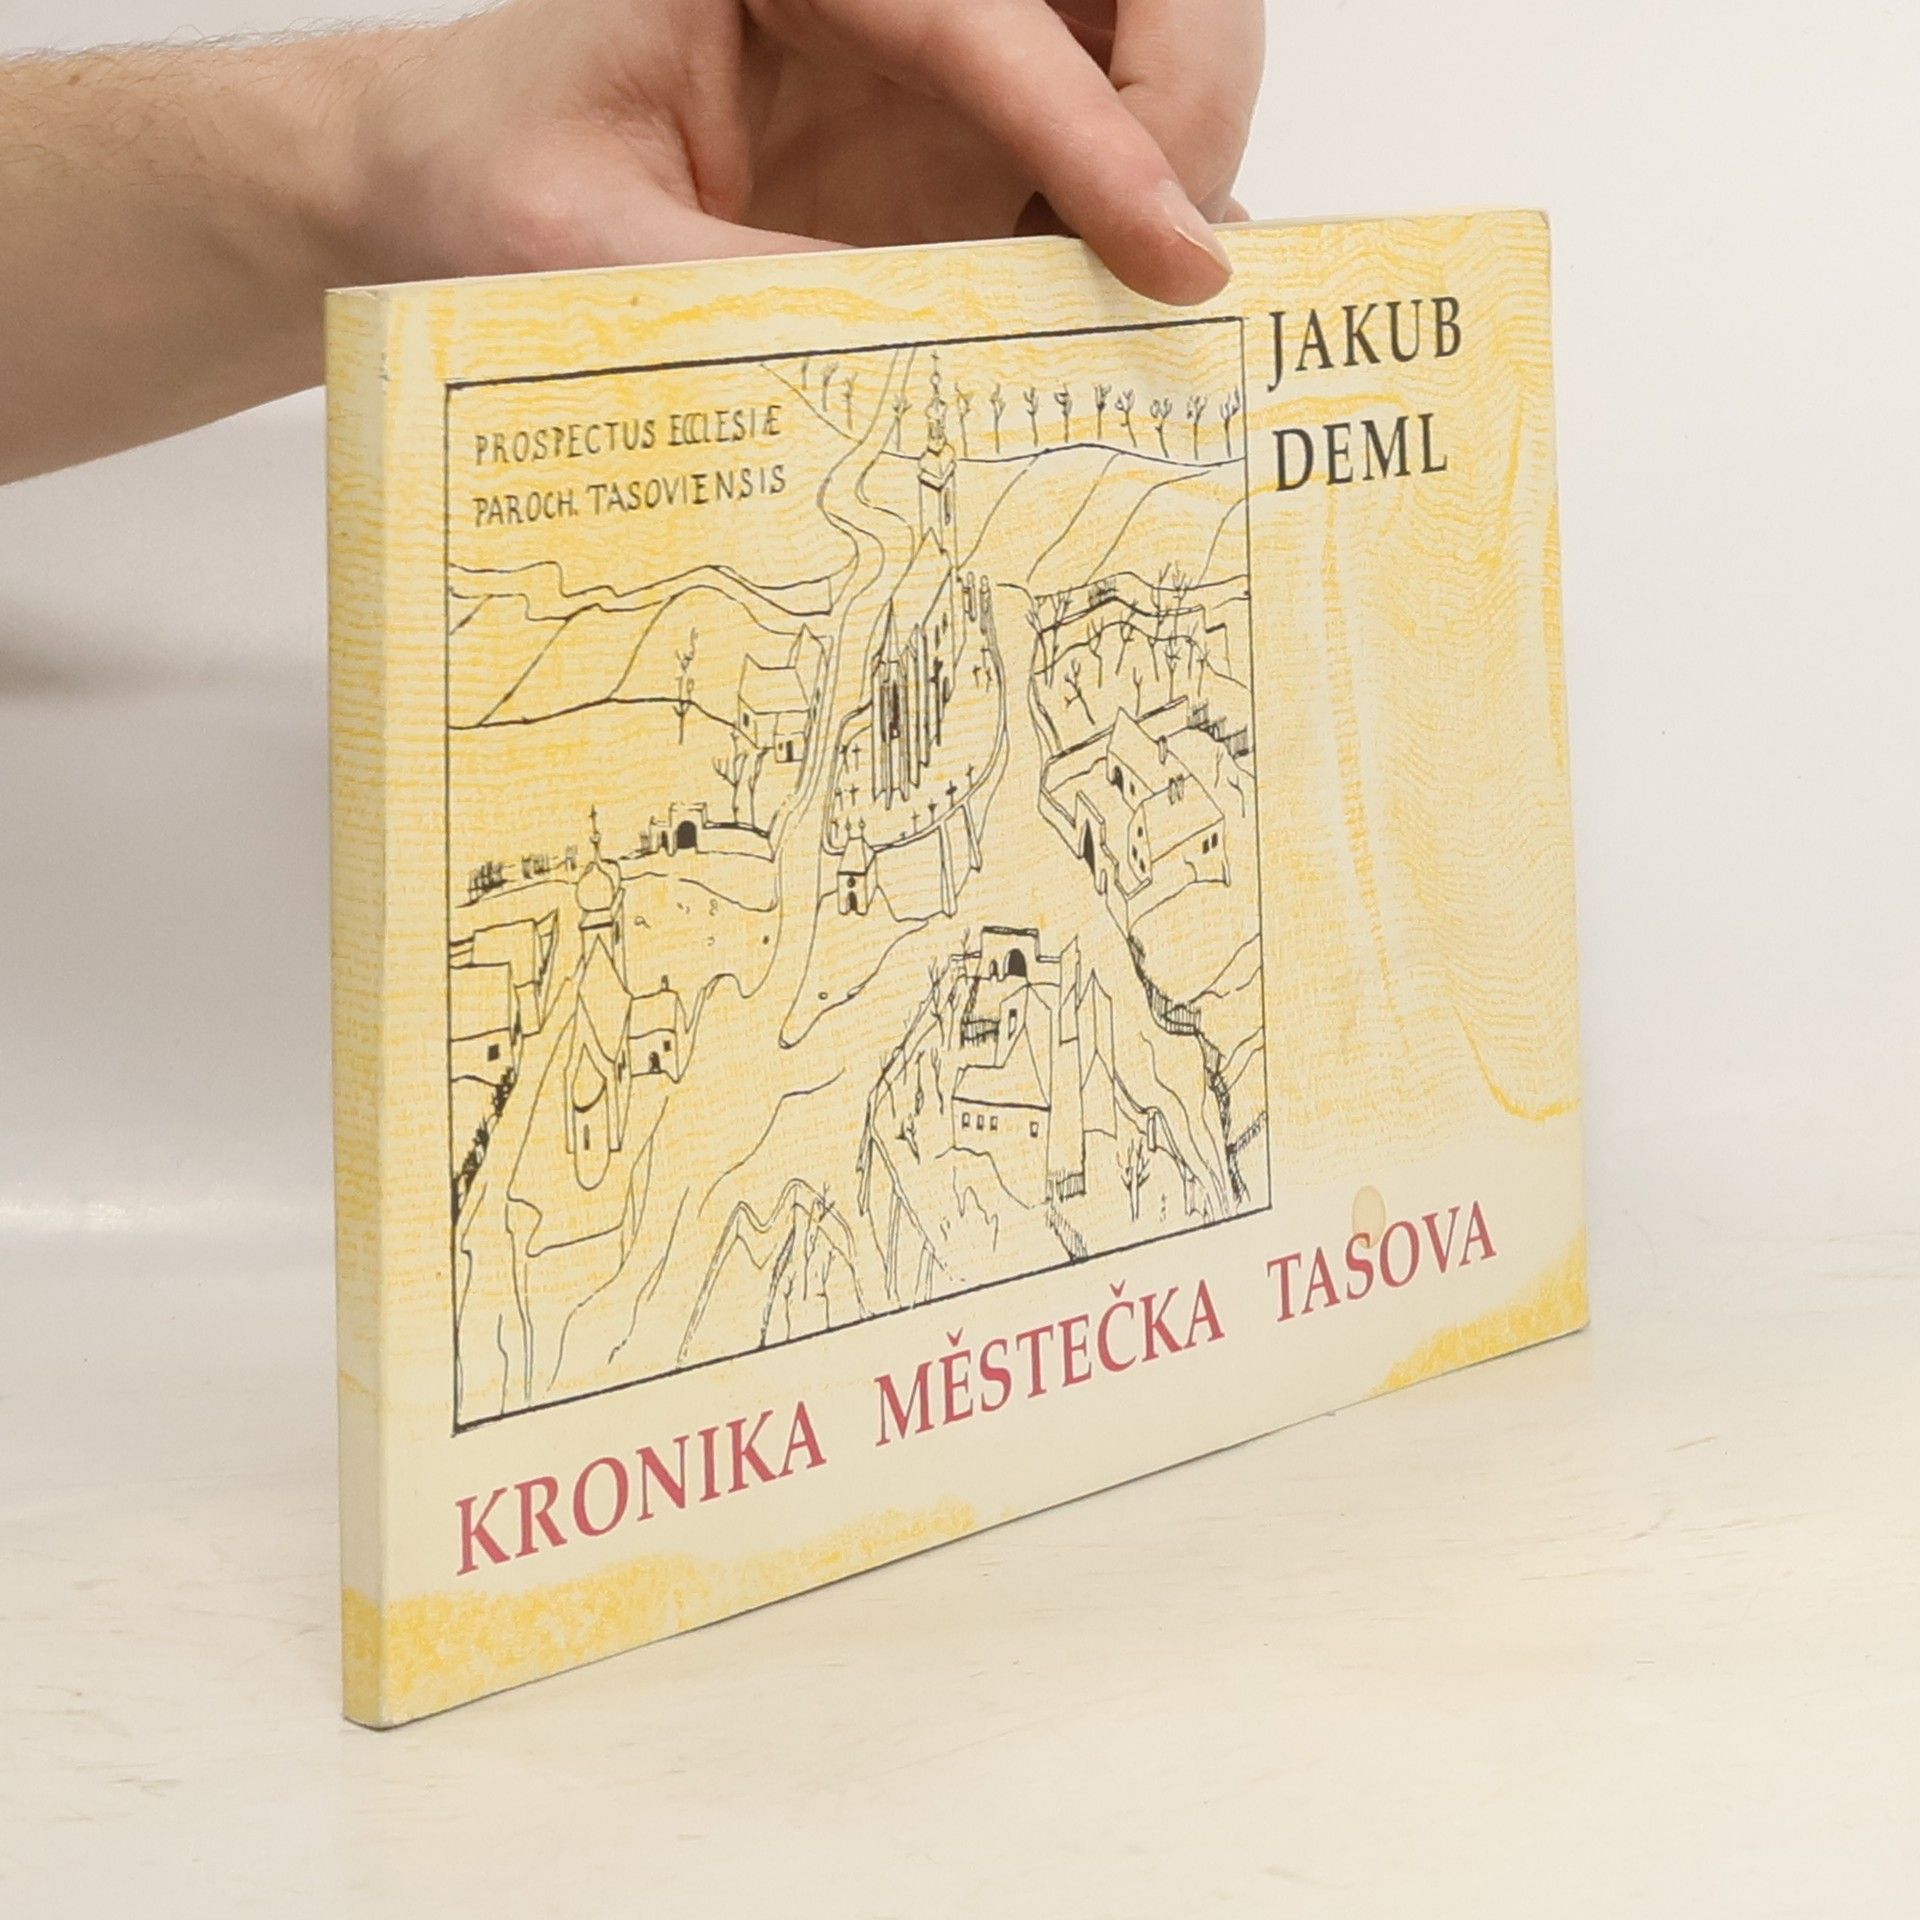 JAKUB
DEML
PROSPECTUS ECCLESIÆ
PAROCH. TASOVIENSIS
KRONIKA MĚSTEČKA TASOVA